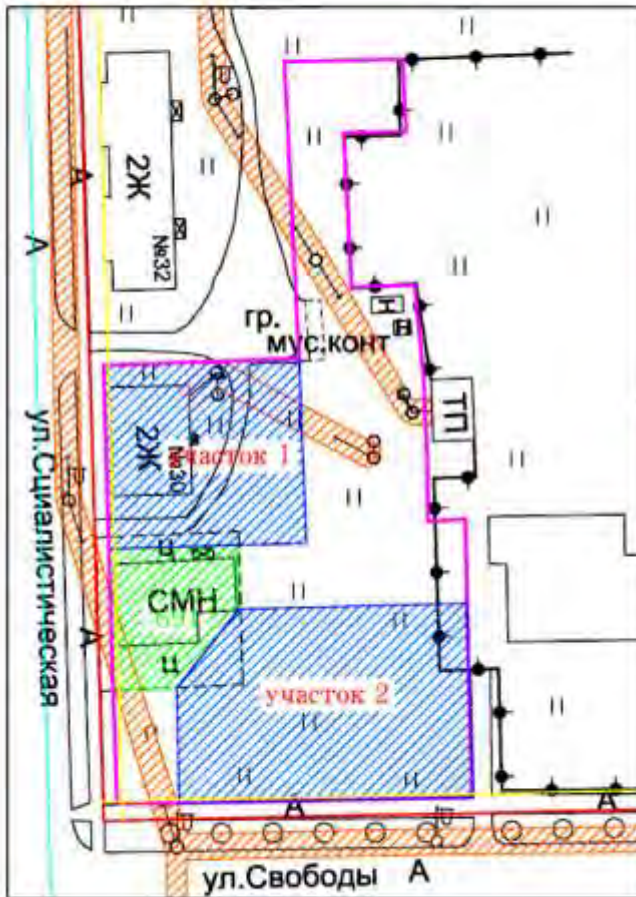 2Ж
№32
А
А
гр.
мус.конт
ТП
Н
2Ж
№30
участок 1
ул.Сциалистическая
СМН
А
участок 2
А
А
ул.Свободы А